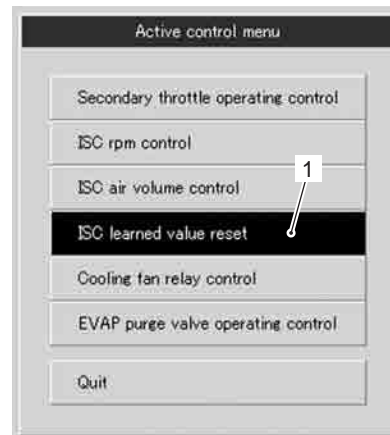 Active control menu
Secondary throttle operating control
ISC rpm control
1
ISC air volume control
ISC learned value reset
Cooling fan relay control
EVAP purge valve operating control
Quit